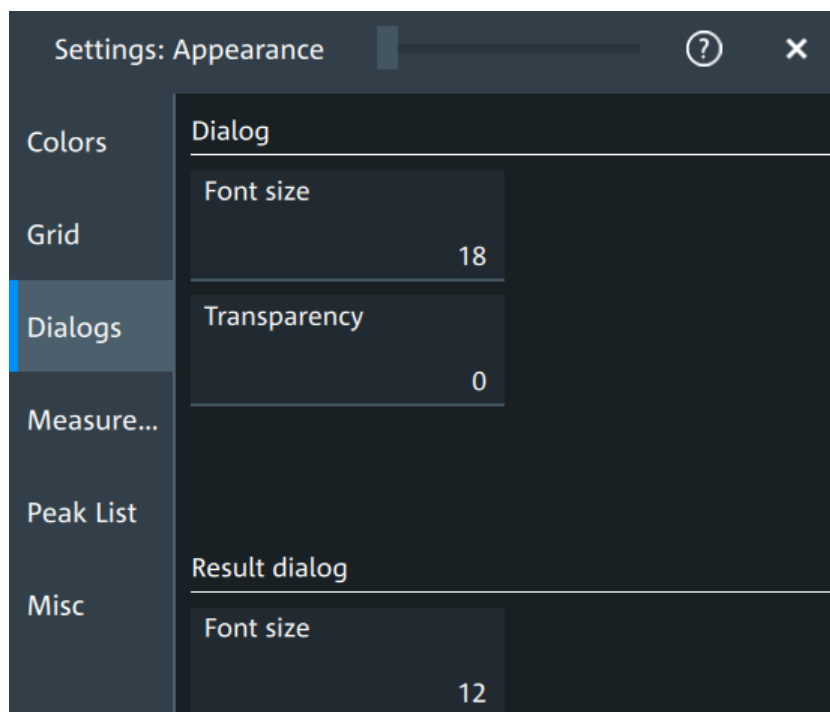 Settings: Appearance
?
×
Colors
Grid
Dialogs
Measure...
Peak List
Misc
Dialog
Font size
18
Transparency
0
Result dialog
Font size
12